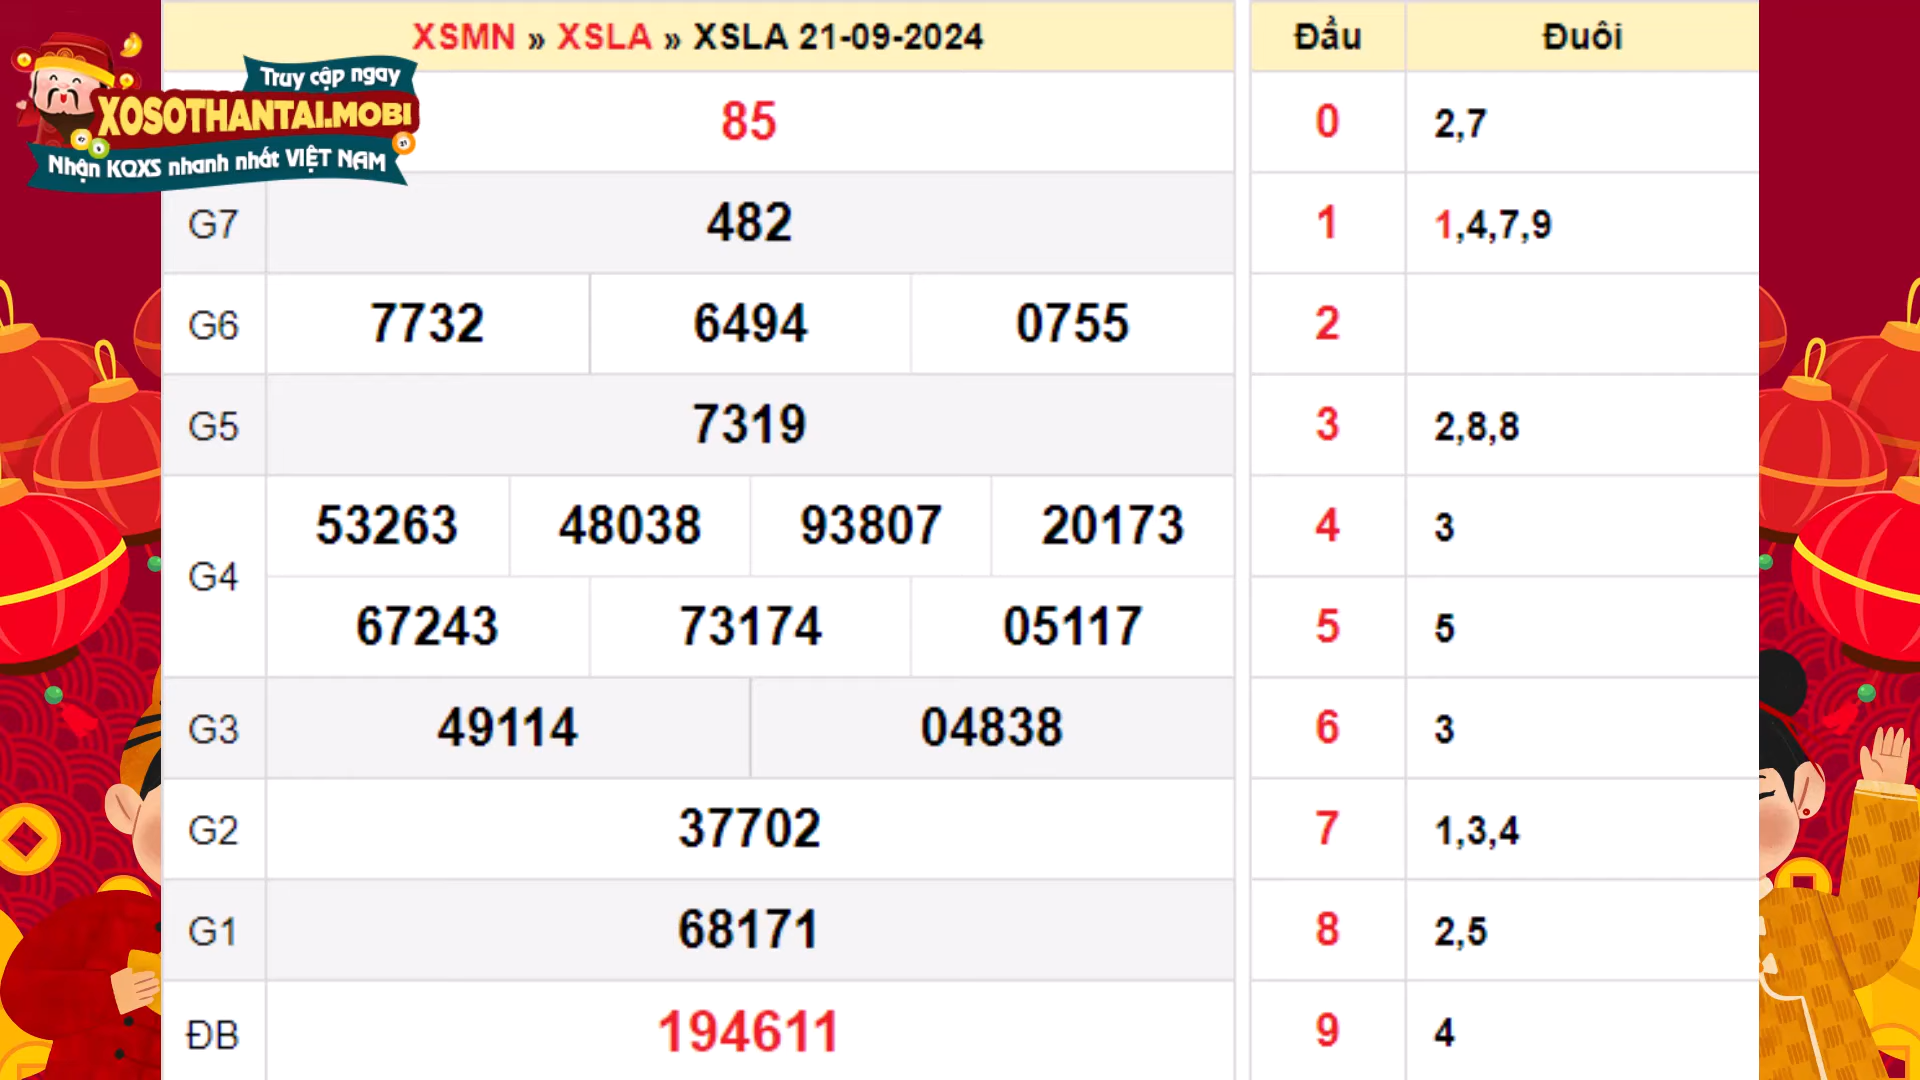 XSMN » XSLA » XSLA 21-09-2024
Truy cập ngay
XOSOTHANTAI.MOBI
Nhận KQXS nhanh nhất VIỆT NAM
85
G7 482
G6 7732 6494 0755
G5 7319
G4 53263 48038 93807 20173
67243 73174 05117
G3 49114 04838
G2 37702
G1 68171
ĐB 194611
Đầu Đuôi
0 2,7
1 1,4,7,9
2
3 2,8,8
4 3
5 5
6 3
7 1,3,4
8 2,5
9 4